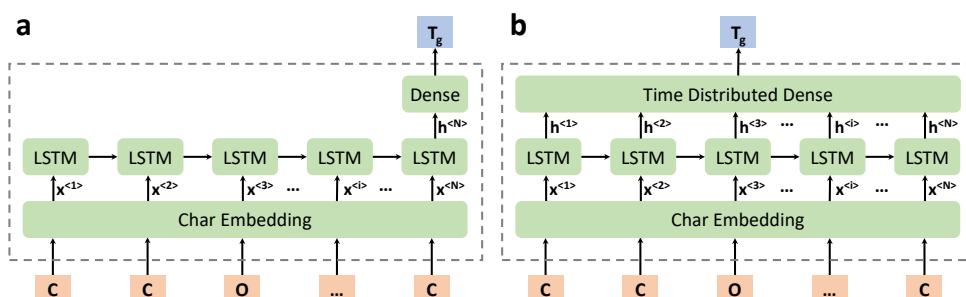 a
T_g
Dense
h<N>
LSTM LSTM LSTM LSTM LSTM
x<1> x<2> x<3> ... x<i> ... x<N>
Char Embedding
C C O ... C
b
T_g
Time Distributed Dense
h<1> h<2> h<3> ... h<i> ... h<N>
LSTM LSTM LSTM LSTM LSTM
x<1> x<2> x<3> ... x<i> ... x<N>
Char Embedding
C C O ... C